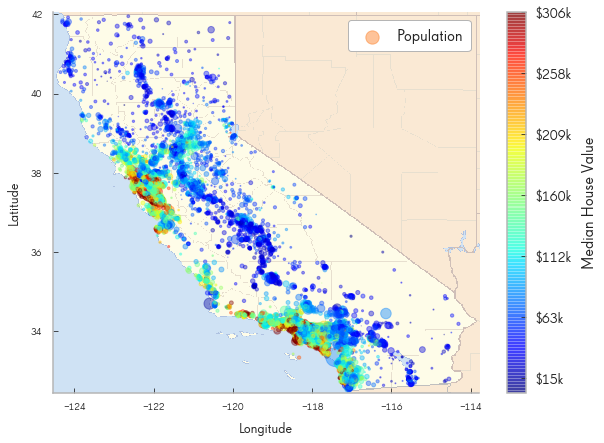 Population
42
40
38
36
34
Latitude
−124
−122
−120
−118
−116
−114
Longitude
$306k
$258k
$209k
$160k
$112k
$63k
$15k
Median House Value